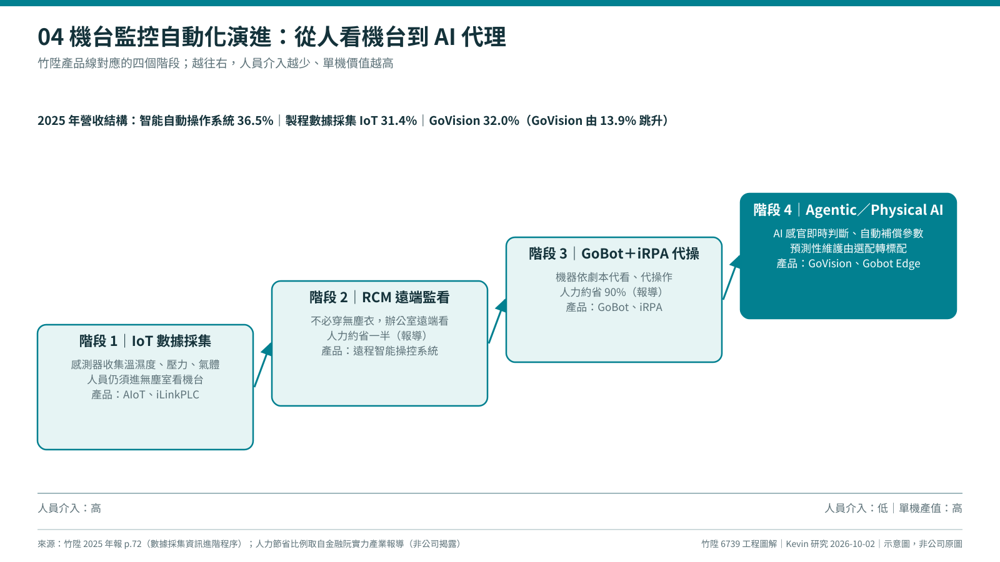 04 機台監控自動化演進：從人看機台到 AI 代理
竹陞產品線對應的四個階段；越往右，人員介入越少、單機價值越高
2025 年營收結構：智能自動操作系統 36.5%｜製程數據採集 IoT 31.4%｜GoVision 32.0%（GoVision 由 13.9% 跳升）
階段 1｜IoT 數據採集
感測器收集溫濕度、壓力、氣體
人員仍須進無塵室看機台
產品：AIoT、iLinkPLC
階段 2｜RCM 遠端監看
不必穿無塵衣，辦公室遠端看
人力約省一半（報導）
產品：遠程智能操控系統
階段 3｜GoBot＋iRPA 代操
機器依劇本代看、代操作
人力約省 90%（報導）
產品：GoBot、iRPA
階段 4｜Agentic／Physical AI
AI 感官即時判斷、自動補償參數
預測性維護由選配轉標配
產品：GoVision、Gobot Edge
人員介入：高
人員介入：低｜單機產值：高
來源：竹陞 2025 年報 p.72（數據採集資訊進階程序）；人力節省比例取自金融阮實力產業報導（非公司揭露）
竹陞 6739 工程圖解｜Kevin 研究 2026-10-02｜示意圖，非公司原圖